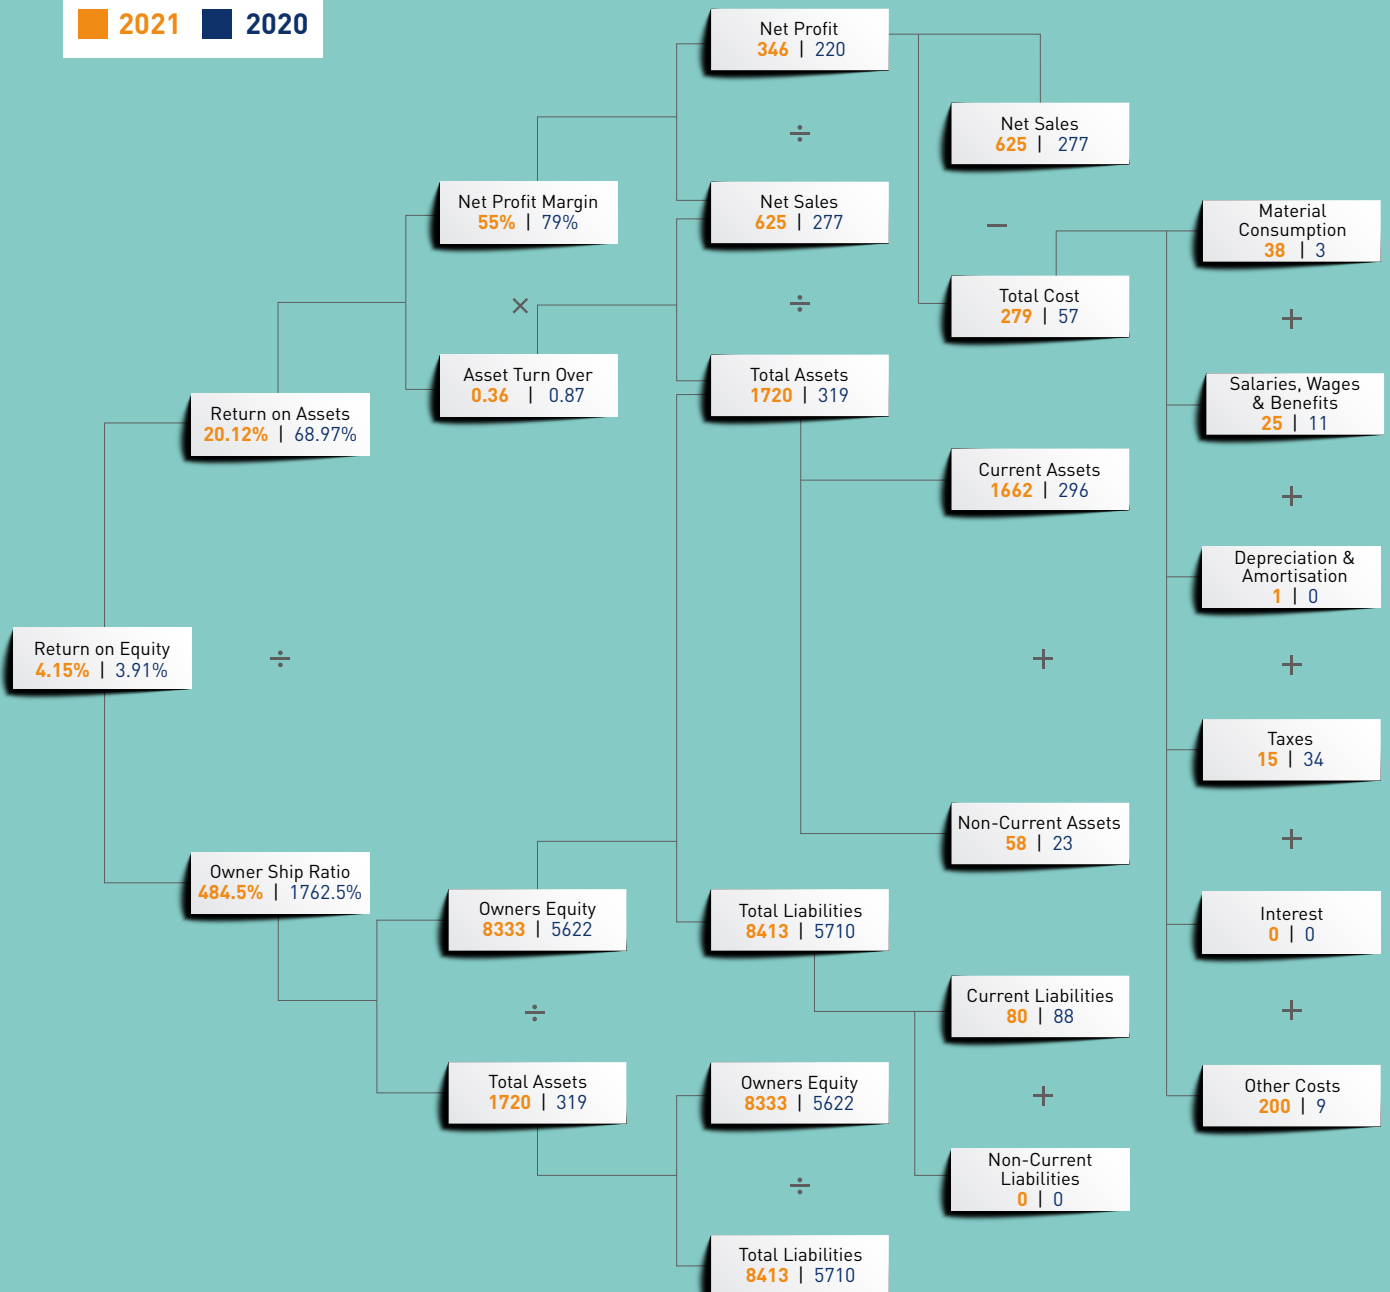 2021 2020
Net Profit
346 | 220
÷
Net Sales
625 | 277
Net Profit Margin
55% | 79%
Net Sales
625 | 277
−
Material
Consumption
38 | 3
×
÷
Total Cost
279 | 57
+
Asset Turn Over
0.36 | 0.87
Total Assets
1720 | 319
Salaries, Wages
& Benefits
25 | 11
Return on Assets
20.12% | 68.97%
Current Assets
1662 | 296
+
Depreciation &
Amortisation
1 | 0
Return on Equity
4.15% | 3.91%
÷
+
+
Taxes
15 | 34
Non-Current Assets
58 | 23
+
Owner Ship Ratio
484.5% | 1762.5%
Owners Equity
8333 | 5622
Total Liabilities
8413 | 5710
Interest
0 | 0
÷
Current Liabilities
80 | 88
+
Total Assets
1720 | 319
Owners Equity
8333 | 5622
+
Other Costs
200 | 9
÷
Non-Current
Liabilities
0 | 0
Total Liabilities
8413 | 5710